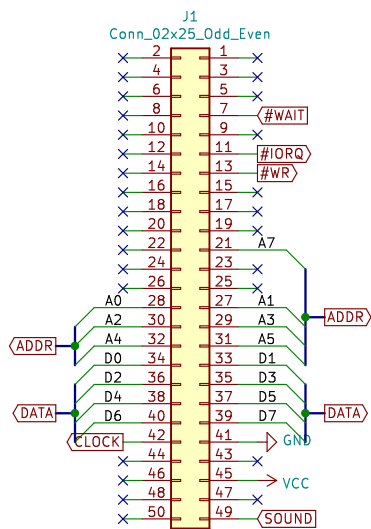 J1
Conn_02x25_Odd_Even
2 1
4 3
6 5
8 7 #WAIT
10 9
12 11 #IORQ
14 13 #WR
16 15
18 17
20 19
22 21 A7
24 23
26 25
A0 28 27 A1
ADDR
A2 30 29 A3
ADDR A4 32 31 A5
D0 34 33 D1
D2 36 35 D3
D4 38 37 D5
DATA DATA
D6 40 39 D7
CLOCK 42 41 GND
44 43
46 45 VCC
48 47
50 49 SOUND